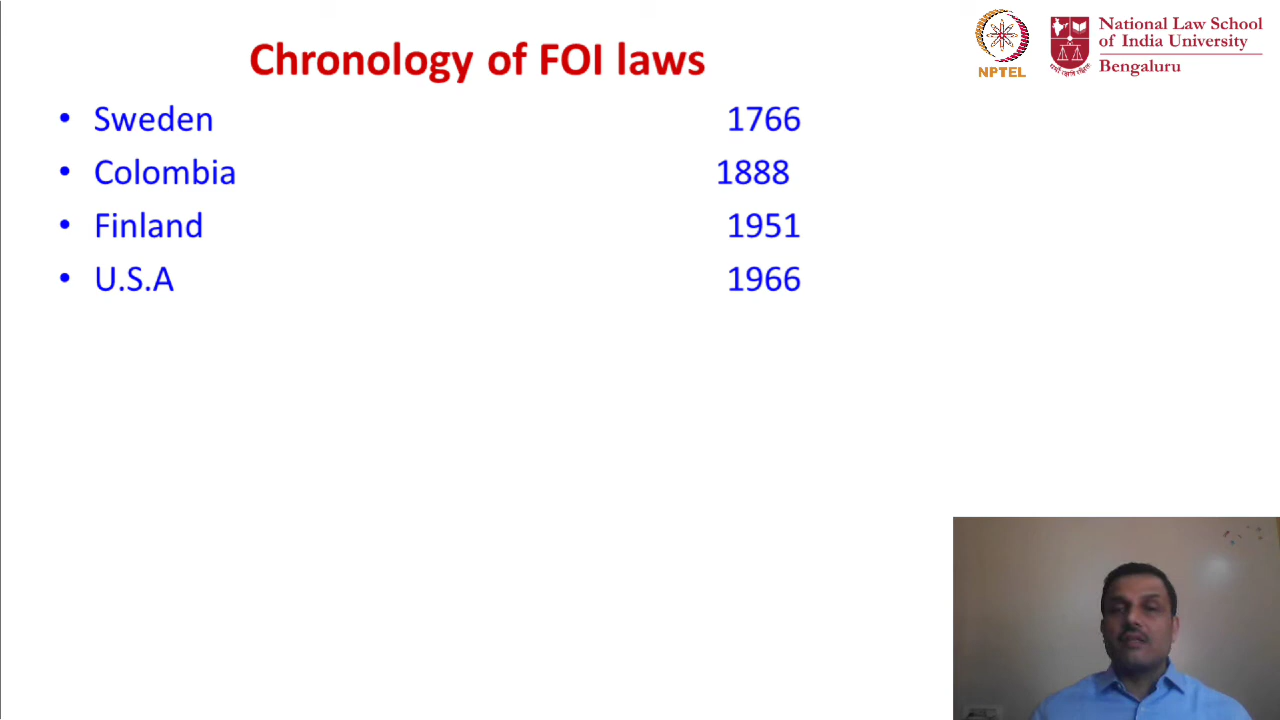 Chronology of FOI laws
NPTEL
National Law School
of India University
Bengaluru
• Sweden 1766
• Colombia 1888
• Finland 1951
• U.S.A 1966